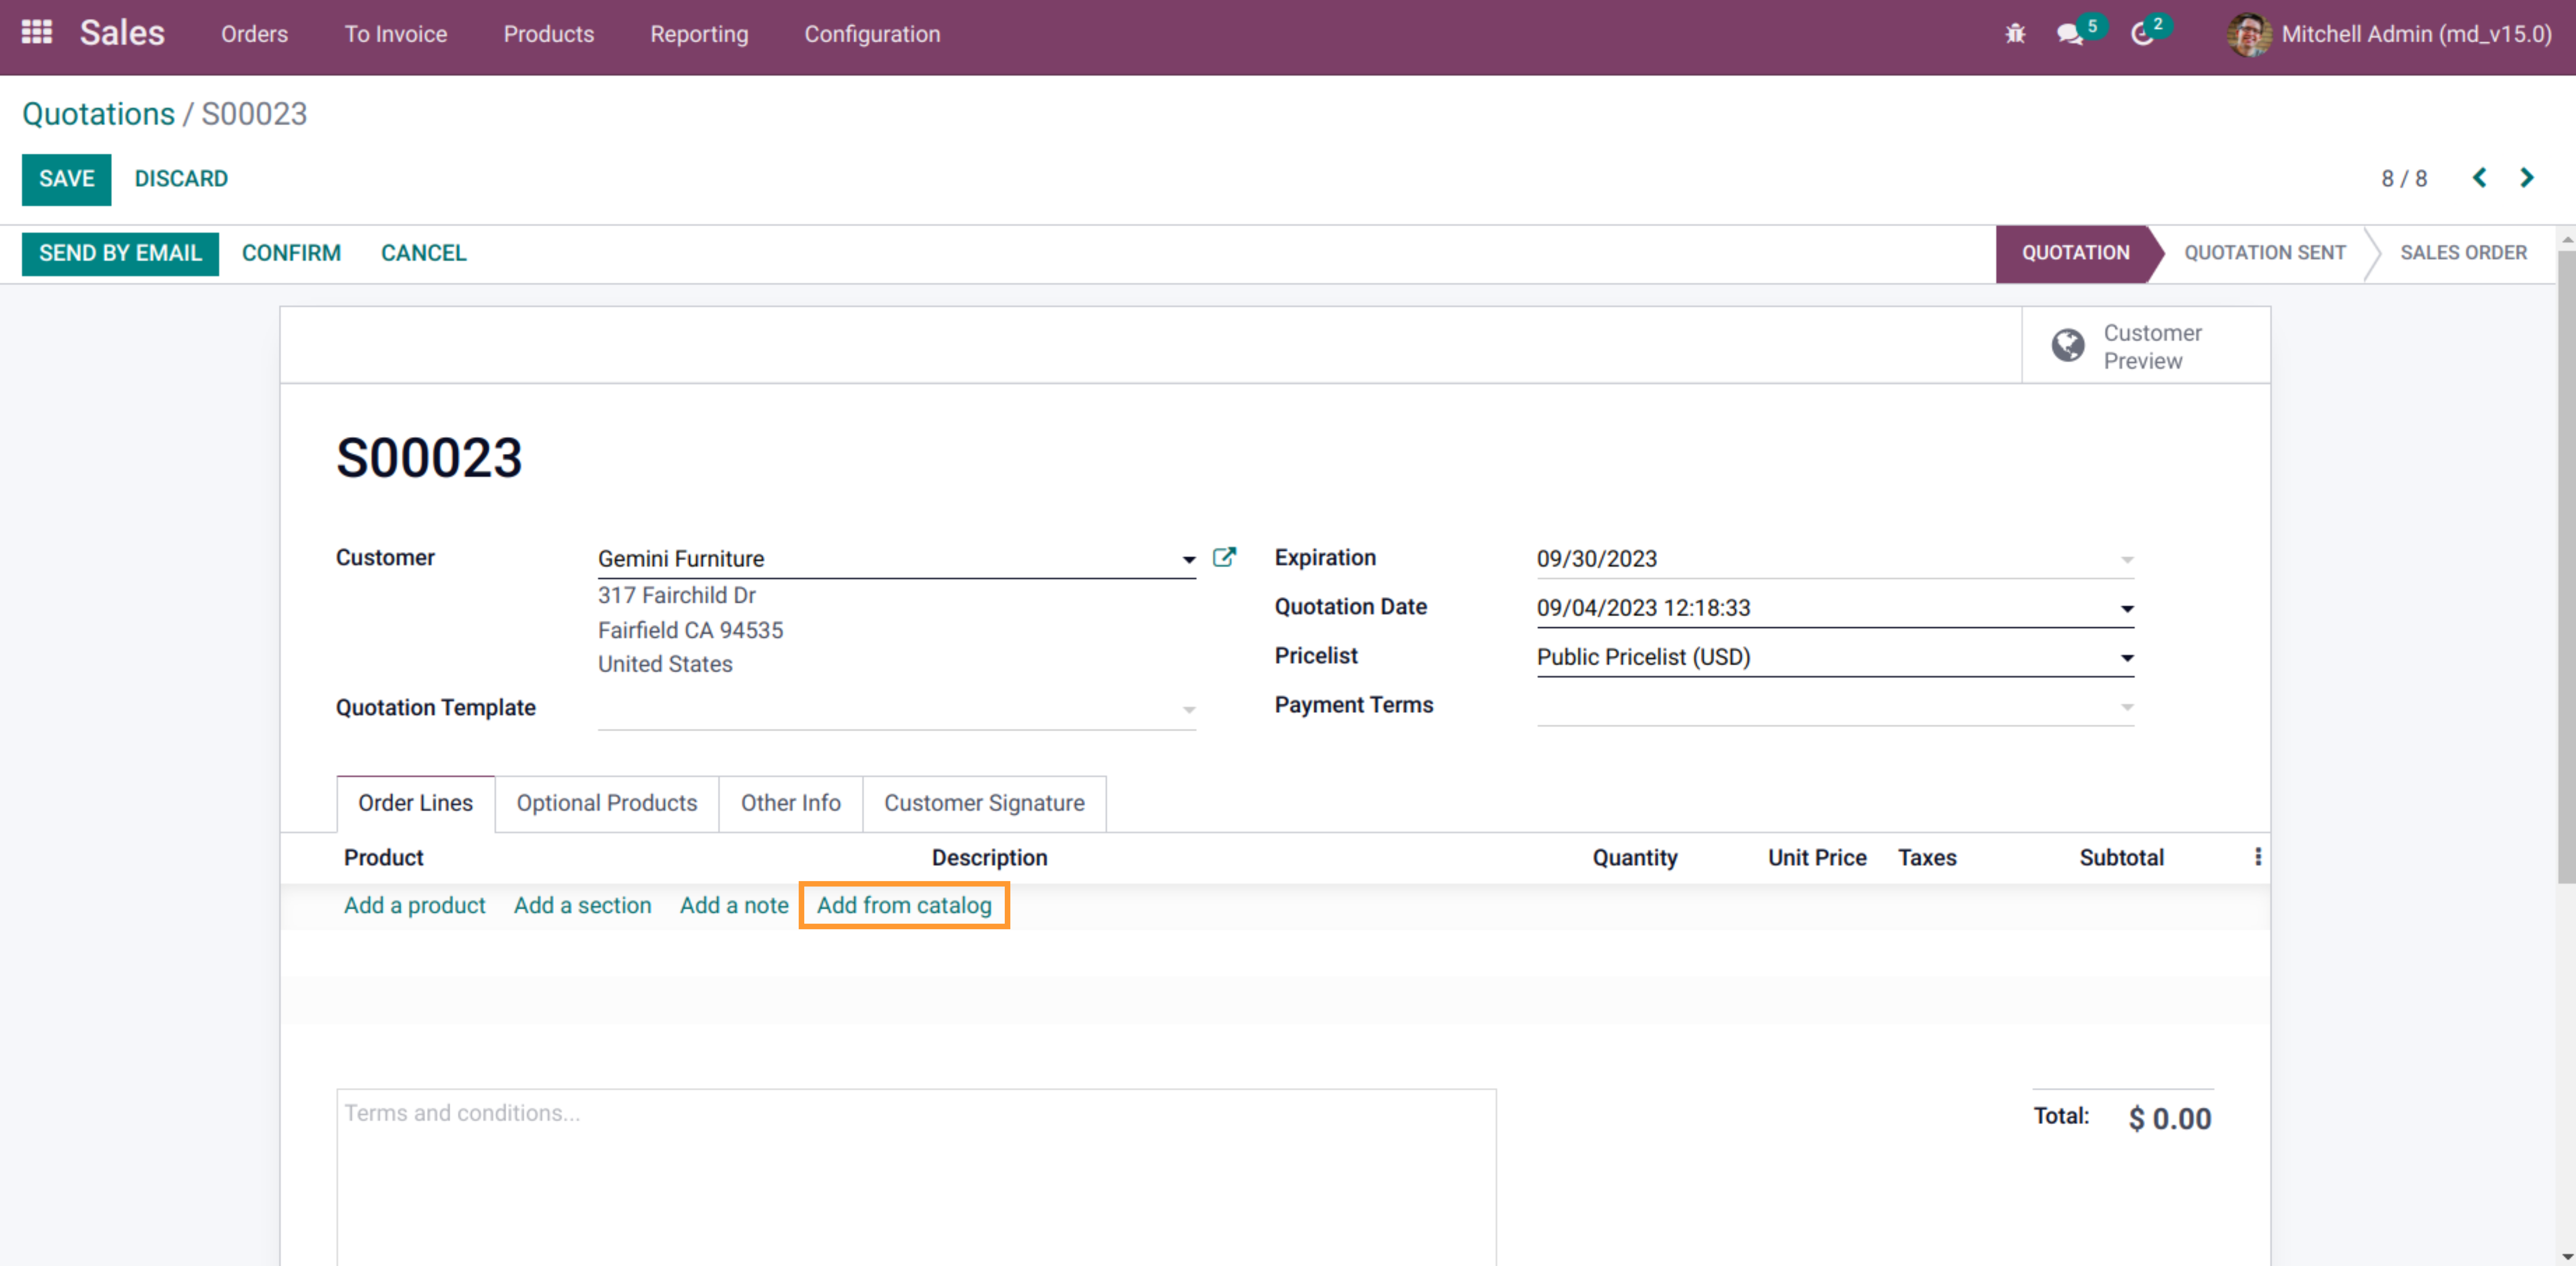 Sales Orders To Invoice Products Reporting Configuration 5 2 Mitchell Admin (md_v15.0)
Quotations / S00023
SAVE DISCARD 8 / 8
SEND BY EMAIL CONFIRM CANCEL QUOTATION QUOTATION SENT SALES ORDER
Customer
Preview
S00023
Customer Gemini Furniture
317 Fairchild Dr
Fairfield CA 94535
United States
Quotation Template
Expiration 09/30/2023
Quotation Date 09/04/2023 12:18:33
Pricelist Public Pricelist (USD)
Payment Terms
Order Lines Optional Products Other Info Customer Signature
Product Description Quantity Unit Price Taxes Subtotal
Add a product Add a section Add a note Add from catalog
Terms and conditions...
Total: $ 0.00